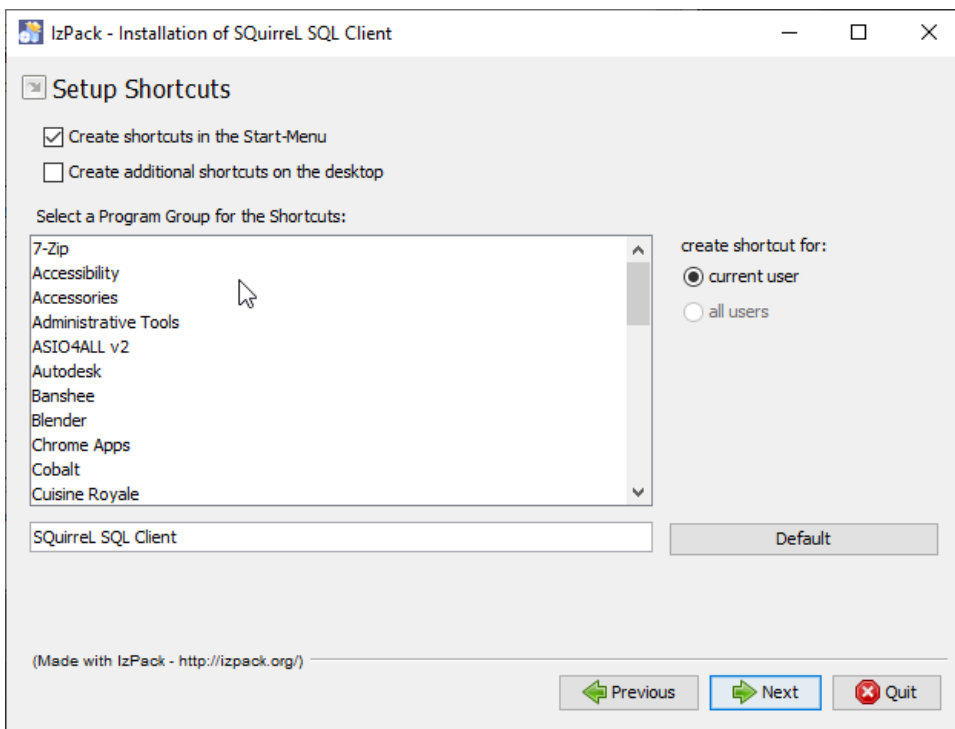 IzPack - Installation of SQuirreL SQL Client
Setup Shortcuts
Create shortcuts in the Start-Menu
Create additional shortcuts on the desktop
Select a Program Group for the Shortcuts:
7-Zip
Accessibility
Accessories
Administrative Tools
ASIO4ALL v2
Autodesk
Banshee
Blender
Chrome Apps
Cobalt
Cuisine Royale
create shortcut for:
current user
all users
SQuirreL SQL Client
Default
(Made with IzPack - http://izpack.org/)
Previous
Next
Quit